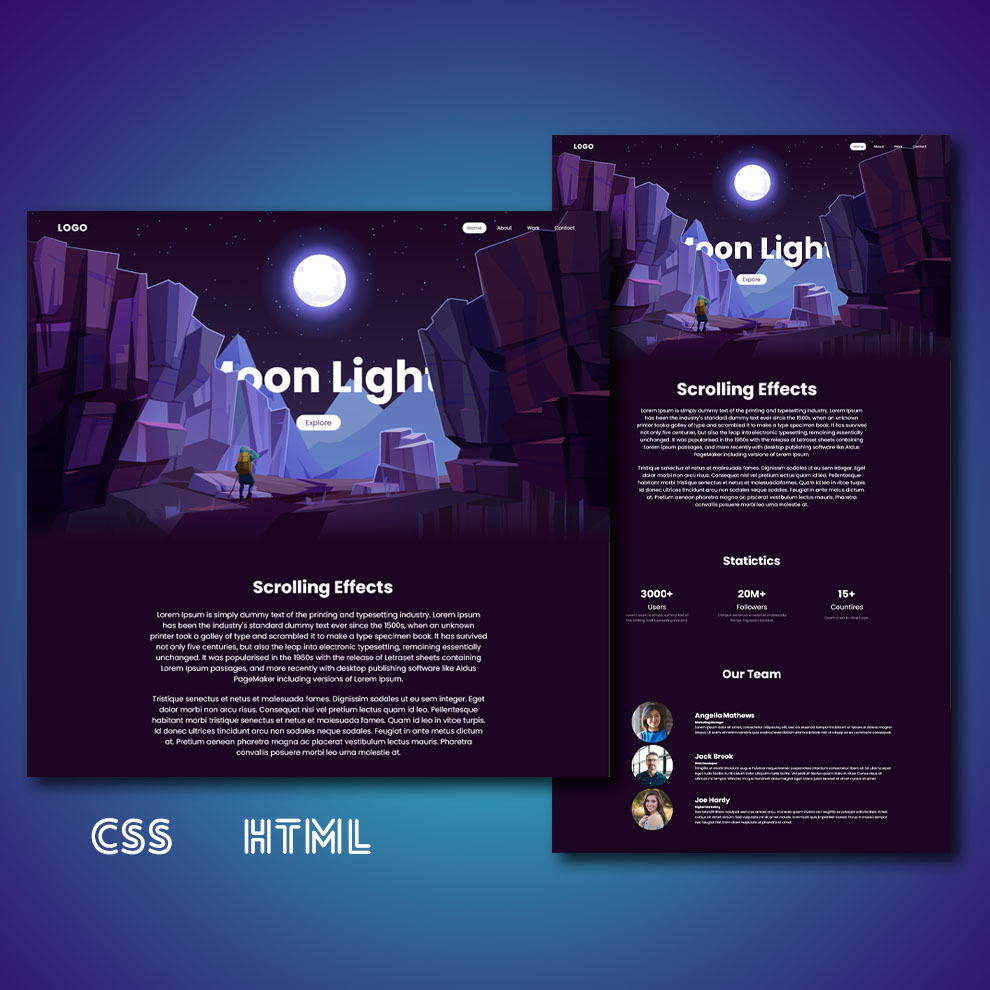 LOGO
Home About Work Contact
Moon Light
Explore
Scrolling Effects
Lorem Ipsum is simply dummy text of the printing and typesetting industry. Lorem Ipsum
has been the industry's standard dummy text ever since the 1500s, when an unknown
printer took a galley of type and scrambled it to make a type specimen book. It has survived
not only five centuries, but also the leap into electronic typesetting, remaining essentially
unchanged. It was popularised in the 1960s with the release of Letraset sheets containing
Lorem Ipsum passages, and more recently with desktop publishing software like Aldus
PageMaker including versions of Lorem Ipsum.
Tristique senectus et netus et malesuada fames. Dignissim sodales ut eu sem integer. Eget
dolor morbi non arcu risus. Consequat nisl vel pretium lectus quam id leo in. Pellentesque
habitant morbi tristique senectus et netus et malesuada fames. Quam id leo in vitae turpis.
Sed id donec ultrices tincidunt arcu non sodales neque sodales. Feugiat in ante metus dictum
at. Pretium aenean pharetra magna ac placerat vestibulum lectus mauris. Pharetra
convallis posuere morbi leo urna molestie at.
CSS HTML
LOGO
Home About Work Contact
Moon Light
Explore
Scrolling Effects
Lorem Ipsum is simply dummy text of the printing and typesetting industry. Lorem Ipsum
has been the industry's standard dummy text ever since the 1500s, when an unknown
printer took a galley of type and scrambled it to make a type specimen book. It has survived
not only five centuries, but also the leap into electronic typesetting, remaining essentially
unchanged. It was popularised in the 1960s with the release of Letraset sheets containing
Lorem Ipsum passages, and more recently with desktop publishing software like Aldus
PageMaker including versions of Lorem Ipsum.
Tristique senectus et netus et malesuada fames. Dignissim sodales ut eu sem integer. Eget
dolor morbi non arcu risus. Consequat nisl vel pretium lectus quam id leo in. Pellentesque
habitant morbi tristique senectus et netus et malesuada fames. Quam id leo in vitae turpis.
Sed id donec ultrices tincidunt arcu non sodales neque sodales. Feugiat in ante metus dictum
at. Pretium aenean pharetra magna ac placerat vestibulum lectus mauris. Pharetra
convallis posuere morbi leo urna molestie at.
Statictics
3000+ 20M+ 15+
Users Followers Countires
Our Team
Angella Mathews
Marketing Manager
Jack Brook
Web Developer
Joe Hardy
Digital Marketing